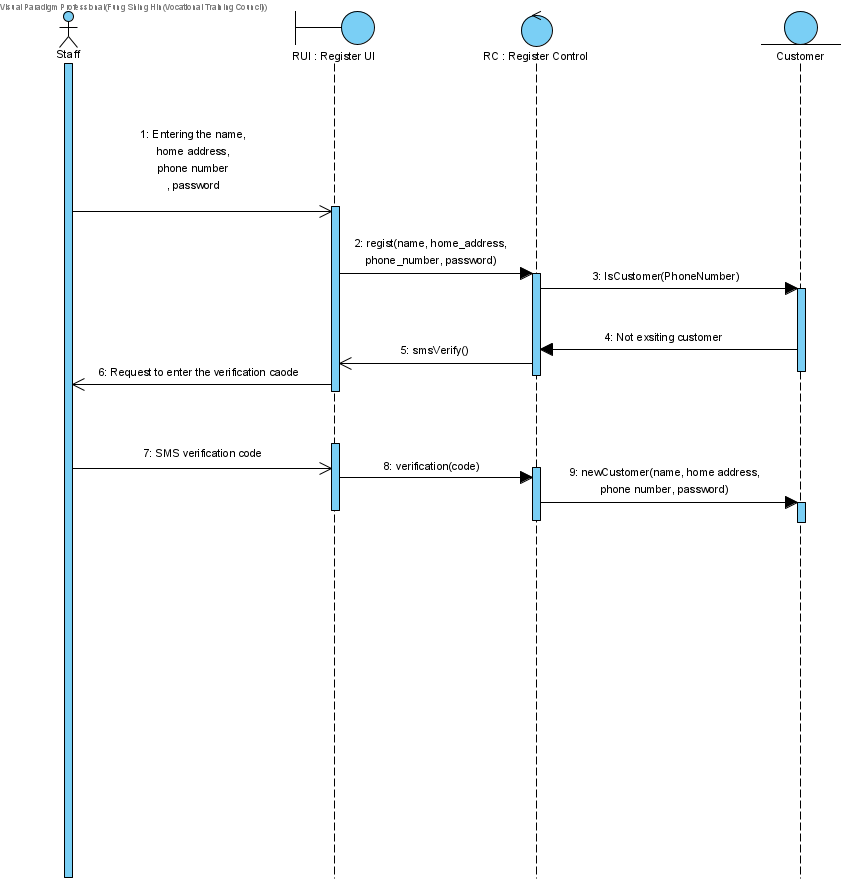 Visual Paradigm Professional(Fung Shing Hin(Vocational Training Council))
Staff
RUI : Register UI
RC : Register Control
Customer
1: Entering the name,
home address,
phone number
, password
2: regist(name, home_address,
phone_number, password)
3: IsCustomer(PhoneNumber)
4: Not exsiting customer
5: smsVerify()
6: Request to enter the verification caode
7: SMS verification code
8: verification(code)
9: newCustomer(name, home address,
phone number, password)